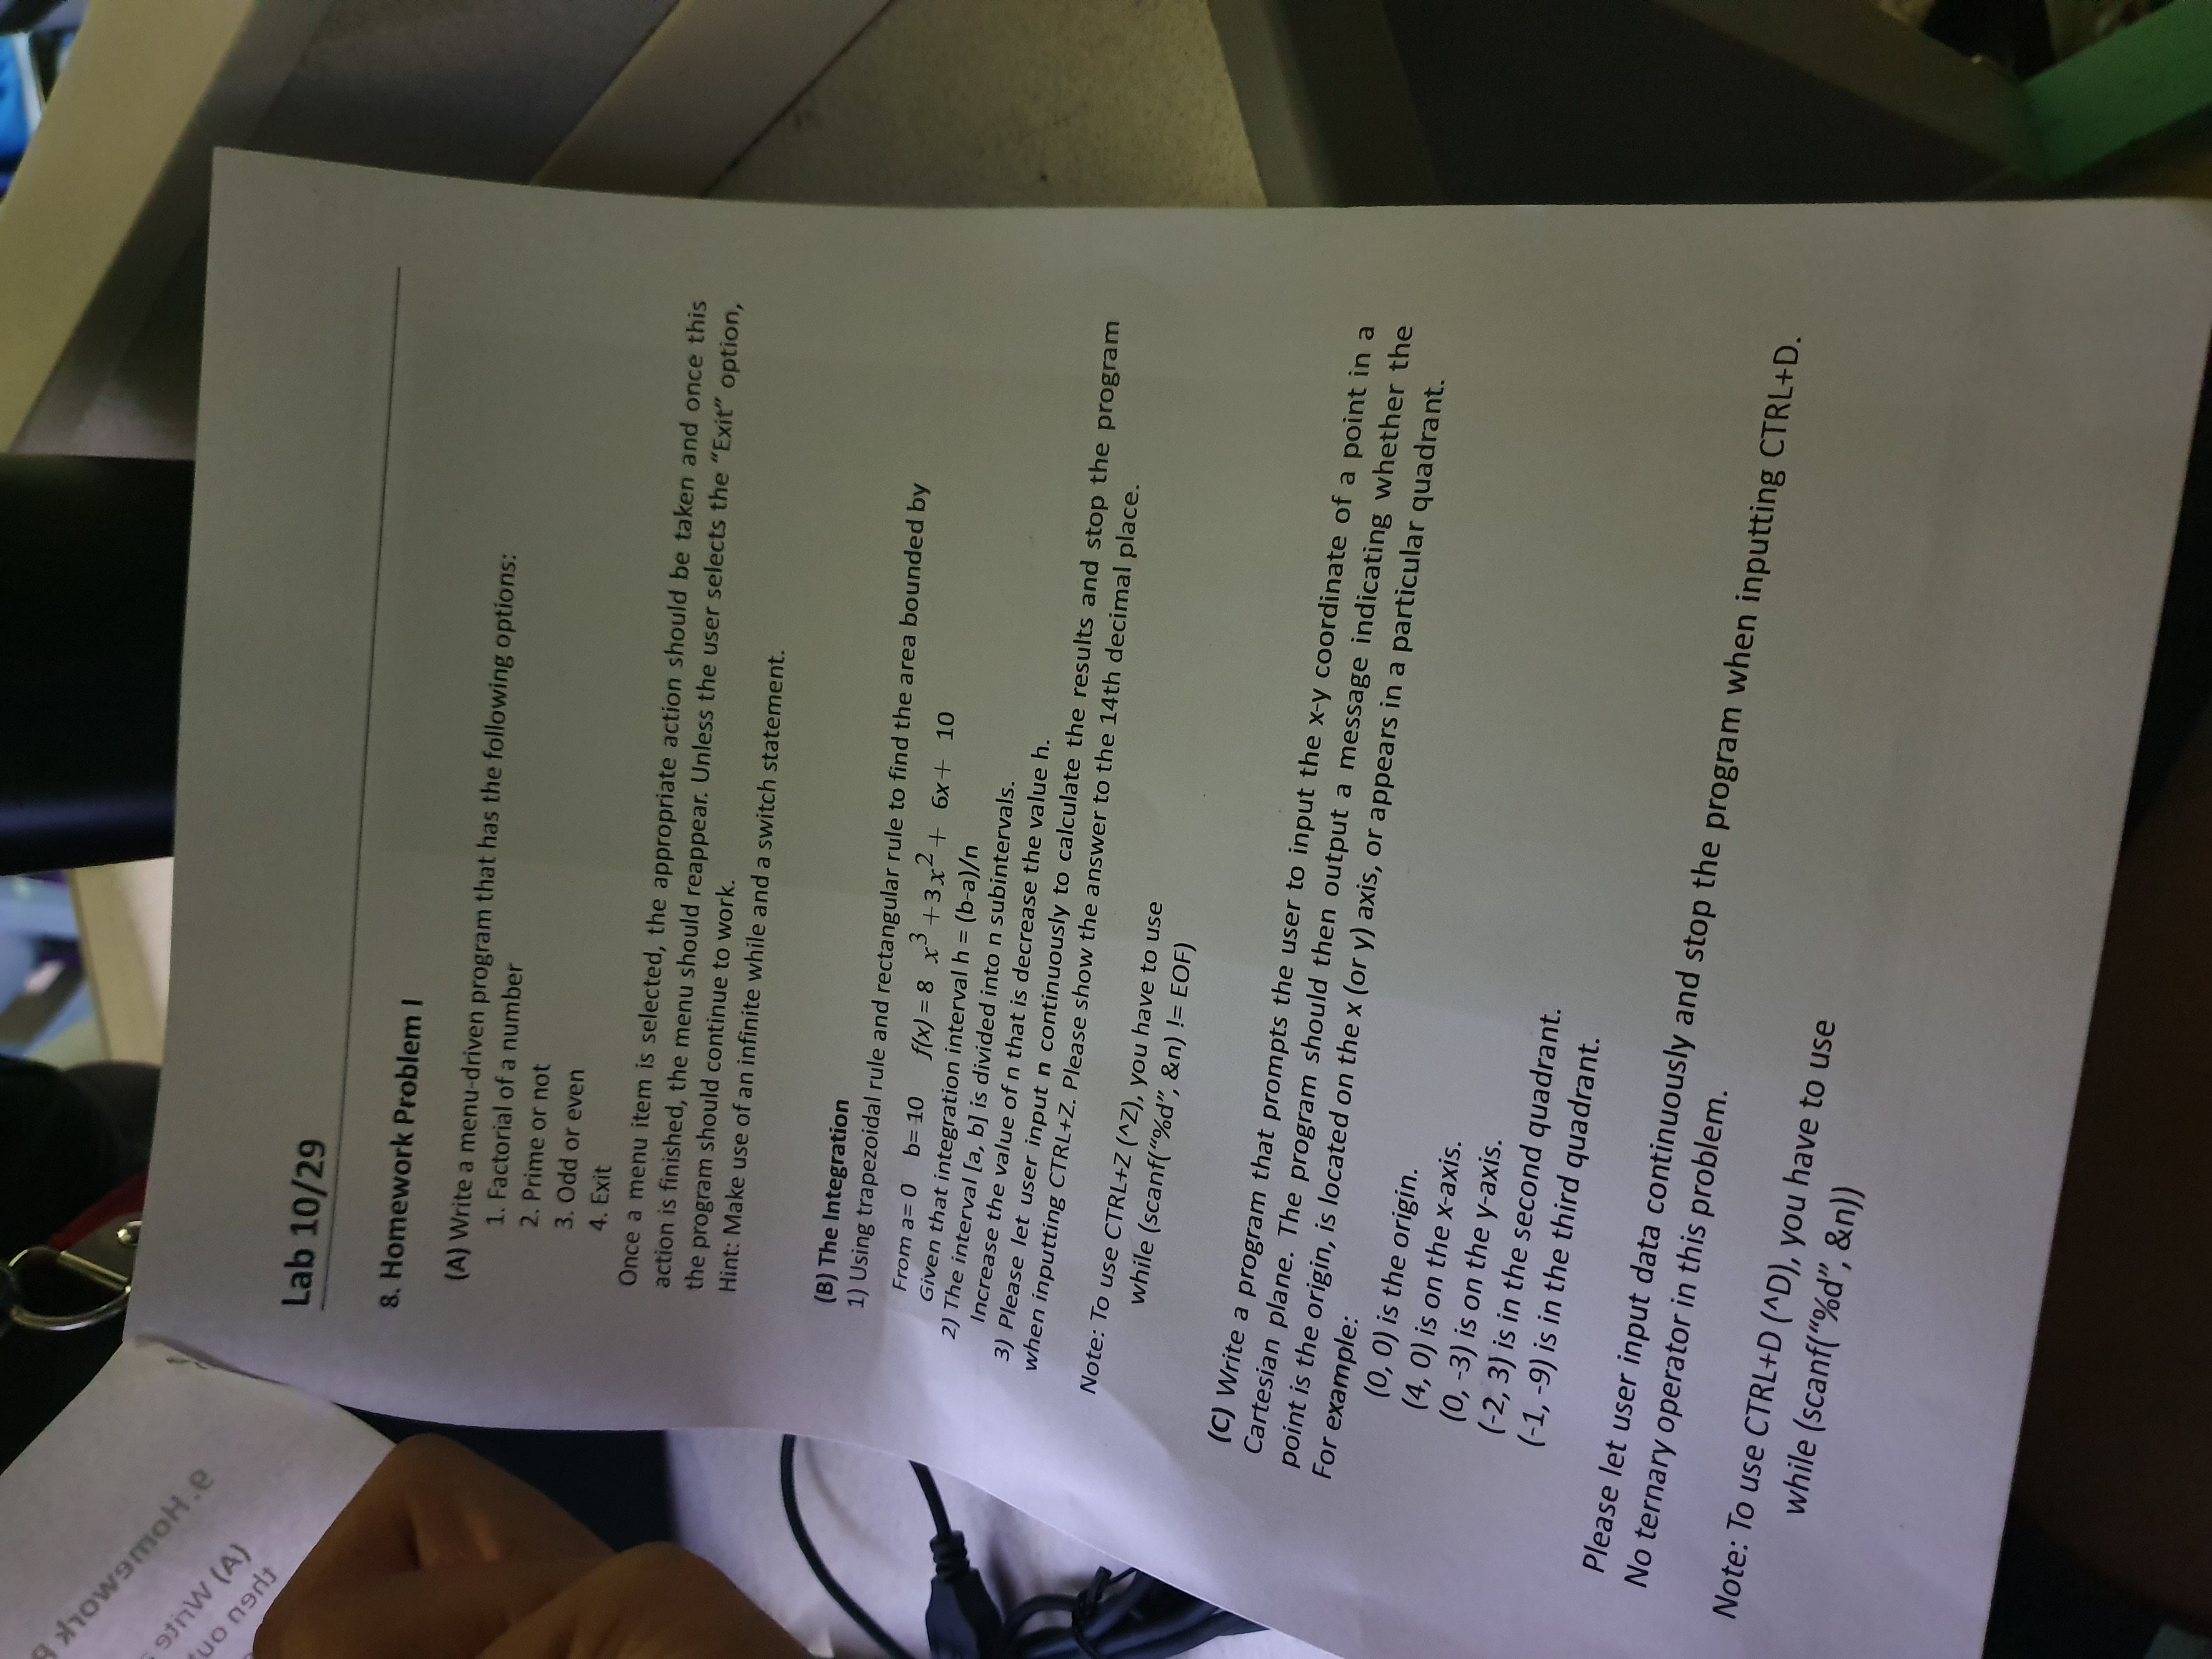 9. Homework P
(A) Write a
then out
Lab 10/29
8. Homework Problem I
(A) Write a menu-driven program that has the following options:
1. Factorial of a number
2. Prime or not
3. Odd or even
4. Exit
Once a menu item is selected, the appropriate action should be taken and once this
action is finished, the menu should reappear. Unless the user selects the “Exit” option,
the program should continue to work.
Hint: Make use of an infinite while and a switch statement.
(B) The Integration
1) Using trapezoidal rule and rectangular rule to find the area bounded by
From a= 0 b= 10 f(x) = 8 x³ +3x² + 6x+ 10
Given that integration interval h = (b-a)/n
2) The interval [a, b] is divided into n subintervals.
Increase the value of n that is decrease the value h.
3) Please let user input n continuously to calculate the results and stop the program
when inputting CTRL+Z. Please show the answer to the 14th decimal place.
Note: To use CTRL+Z (^Z), you have to use
while (scanf(“%d”, &n) != EOF)
(C) Write a program that prompts the user to input the x-y coordinate of a point in a
Cartesian plane. The program should then output a message indicating whether the
point is the origin, is located on the x (or y) axis, or appears in a particular quadrant.
For example:
(0, 0) is the origin.
(4, 0) is on the x-axis.
(0, -3) is on the y-axis.
(-2, 3) is in the second quadrant.
(-1, -9) is in the third quadrant.
Please let user input data continuously and stop the program when inputting CTRL+D.
No ternary operator in this problem.
Note: To use CTRL+D (^D), you have to use
while (scanf(“%d”, &n))